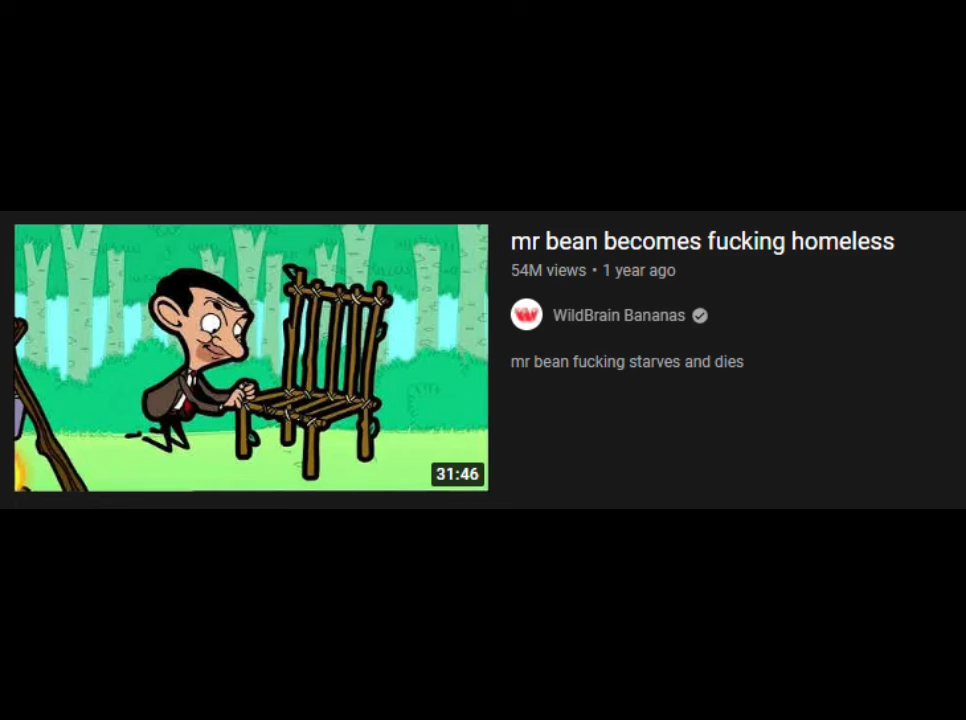 mr bean becomes fucking homeless
54M views • 1 year ago
WildBrain Bananas
mr bean fucking starves and dies
31:46